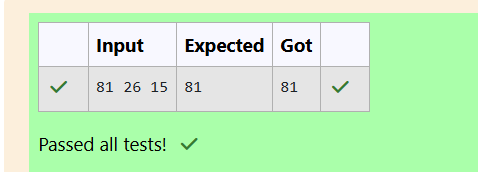 Input Expected Got
81 26 15 81 81
Passed all tests!